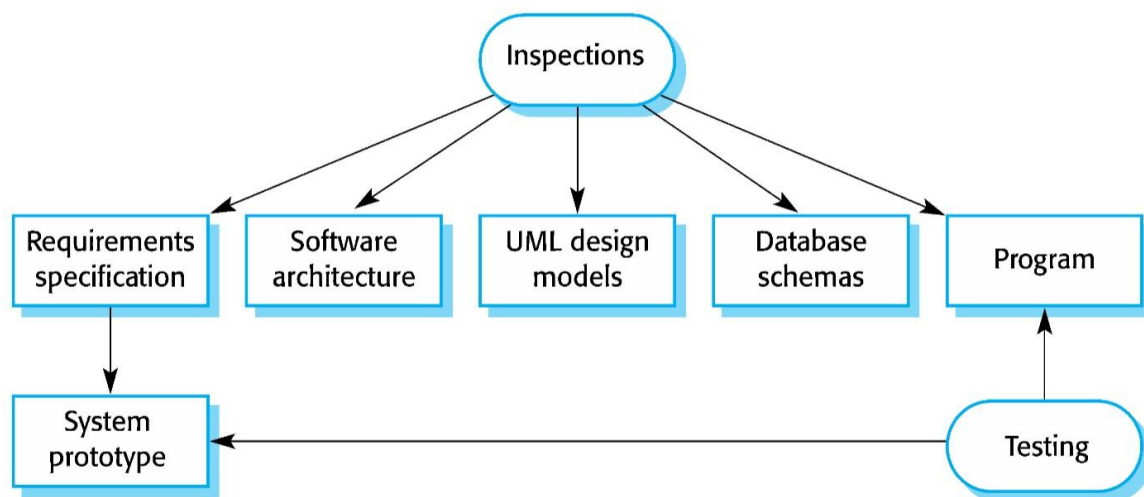 Inspections
Requirements
specification
Software
architecture
UML design
models
Database
schemas
Program
System
prototype
Testing